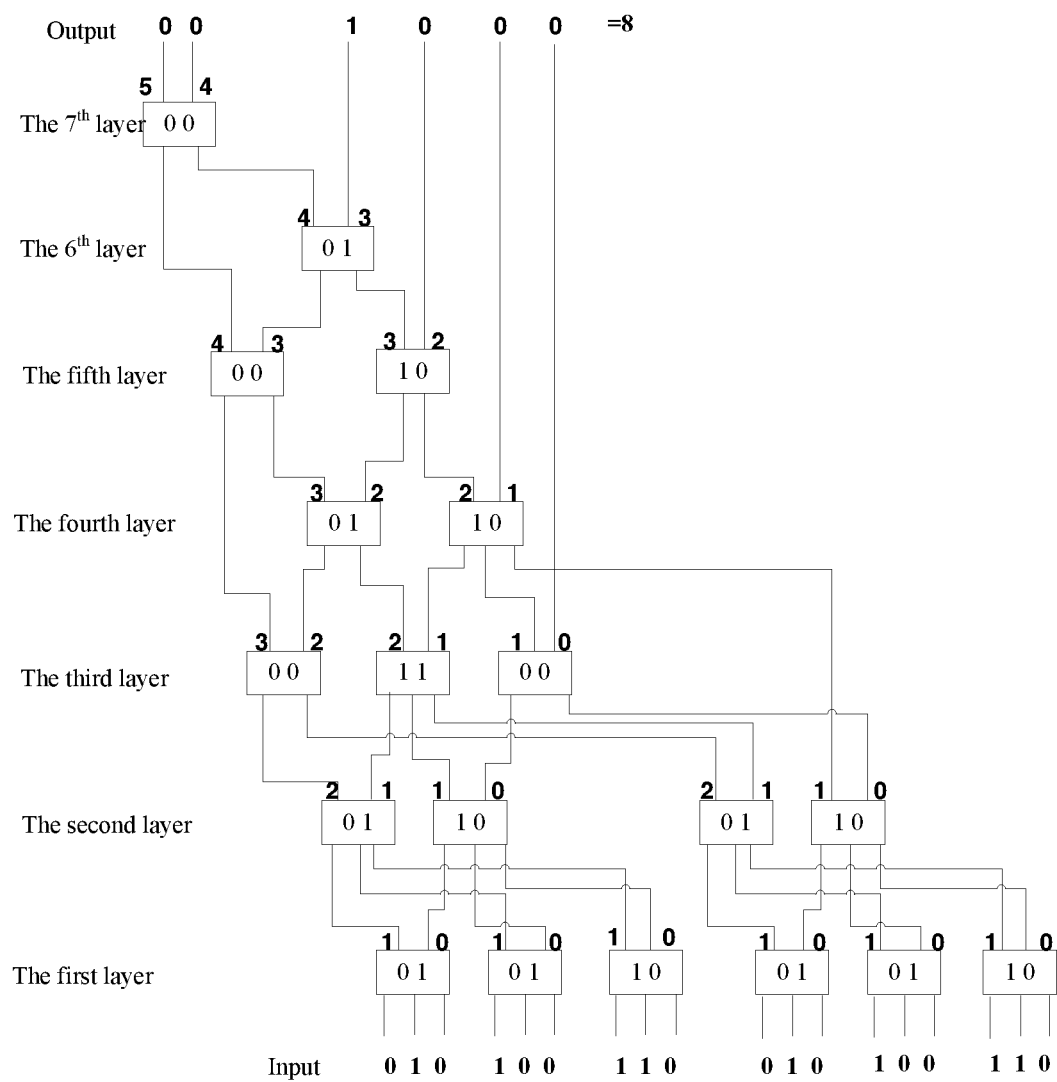 Output 0 0 1 0 0 0 =8
5 4
The 7th layer 0 0
4 3
The 6th layer 0 1
4 3 3 2
The fifth layer 0 0 1 0
3 2 2 1
The fourth layer 0 1 1 0
3 2 2 1 1 0
The third layer 0 0 1 1 0 0
2 1 1 0 2 1 1 0
The second layer 0 1 1 0 0 1 1 0
1 0 1 0 1 0 1 0 1 0 1 0
The first layer 0 1 0 1 1 0 0 1 0 1 1 0
Input 0 1 0 1 0 0 1 1 0 0 1 0 1 0 0 1 1 0